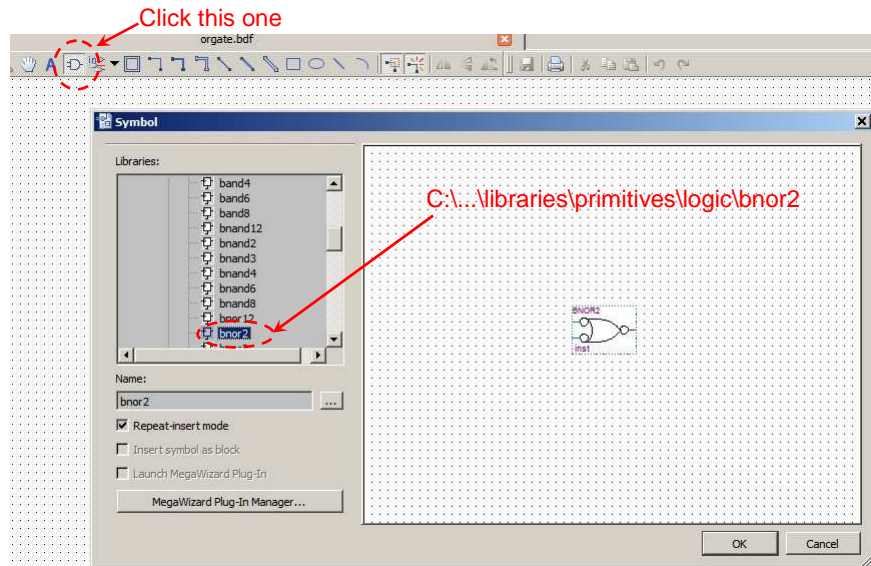 Click this one
orgate.bdf
A
Symbol
Libraries:
band4
band6
band8
bnand12
bnand2
bnand3
bnand4
bnand6
bnand8
bnor12
bnor2
C:\...\libraries\primitives\logic\bnor2
BNOR2
inst
Name:
bnor2
...
Repeat-insert mode
Insert symbol as block
Launch MegaWizard Plug-In
MegaWizard Plug-In Manager...
OK
Cancel